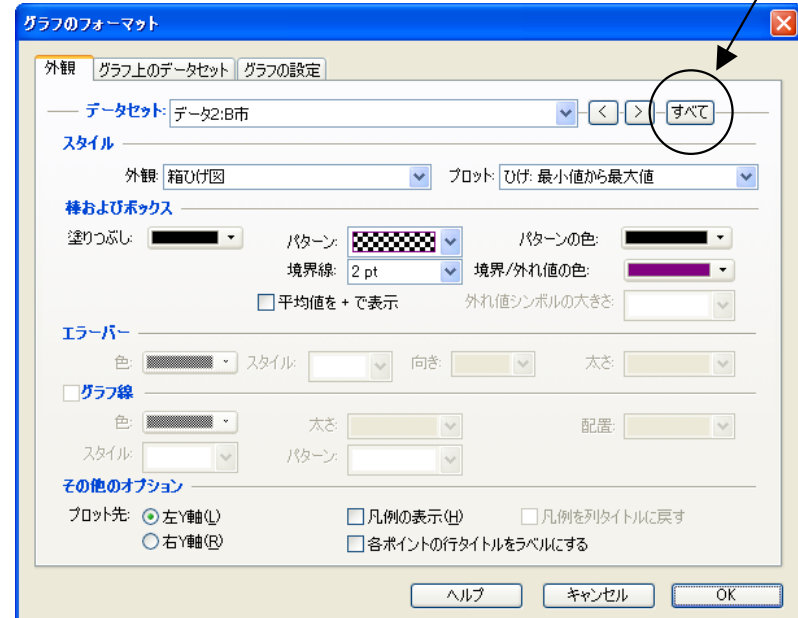 グラフのフォーマット
外観 グラフ上のデータセット グラフの設定
データセット: データ2:B市 < > すべて
スタイル
外観: 箱ひげ図 プロット: ひげ: 最小値から最大値
棒およびボックス
塗りつぶし: パターン: パターンの色:
境界線: 2 pt 境界/外れ値の色:
平均値を + で表示 外れ値シンボルの大きさ:
エラーバー
色: スタイル: 向き: 太さ:
グラフ線
色: 太さ: 配置:
スタイル: パターン:
その他のオプション
プロット先: 左Y軸(L) 凡例の表示(H) 凡例を列タイトルに戻す
右Y軸(R) 各ポイントの行タイトルをラベルにする
ヘルプ キャンセル OK